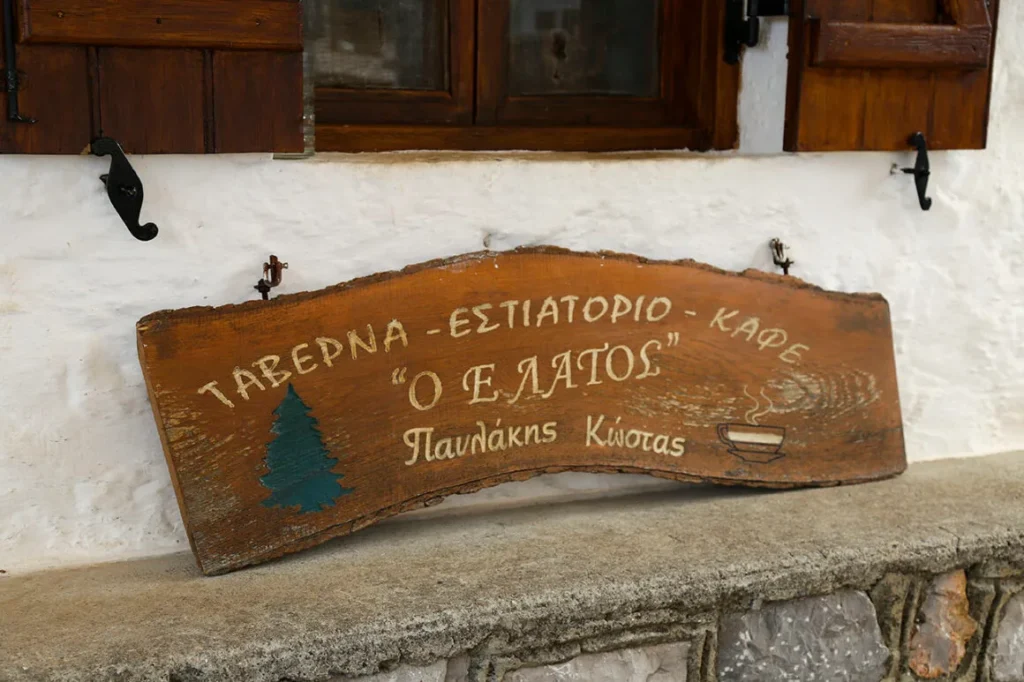 ΤΑΒΕΡΝΑ - ΕΣΤΙΑΤΟΡΙΟ - ΚΑΦΕ
“Ο ΕΛΑΤΟΣ”
Παυλάκης Κώστας